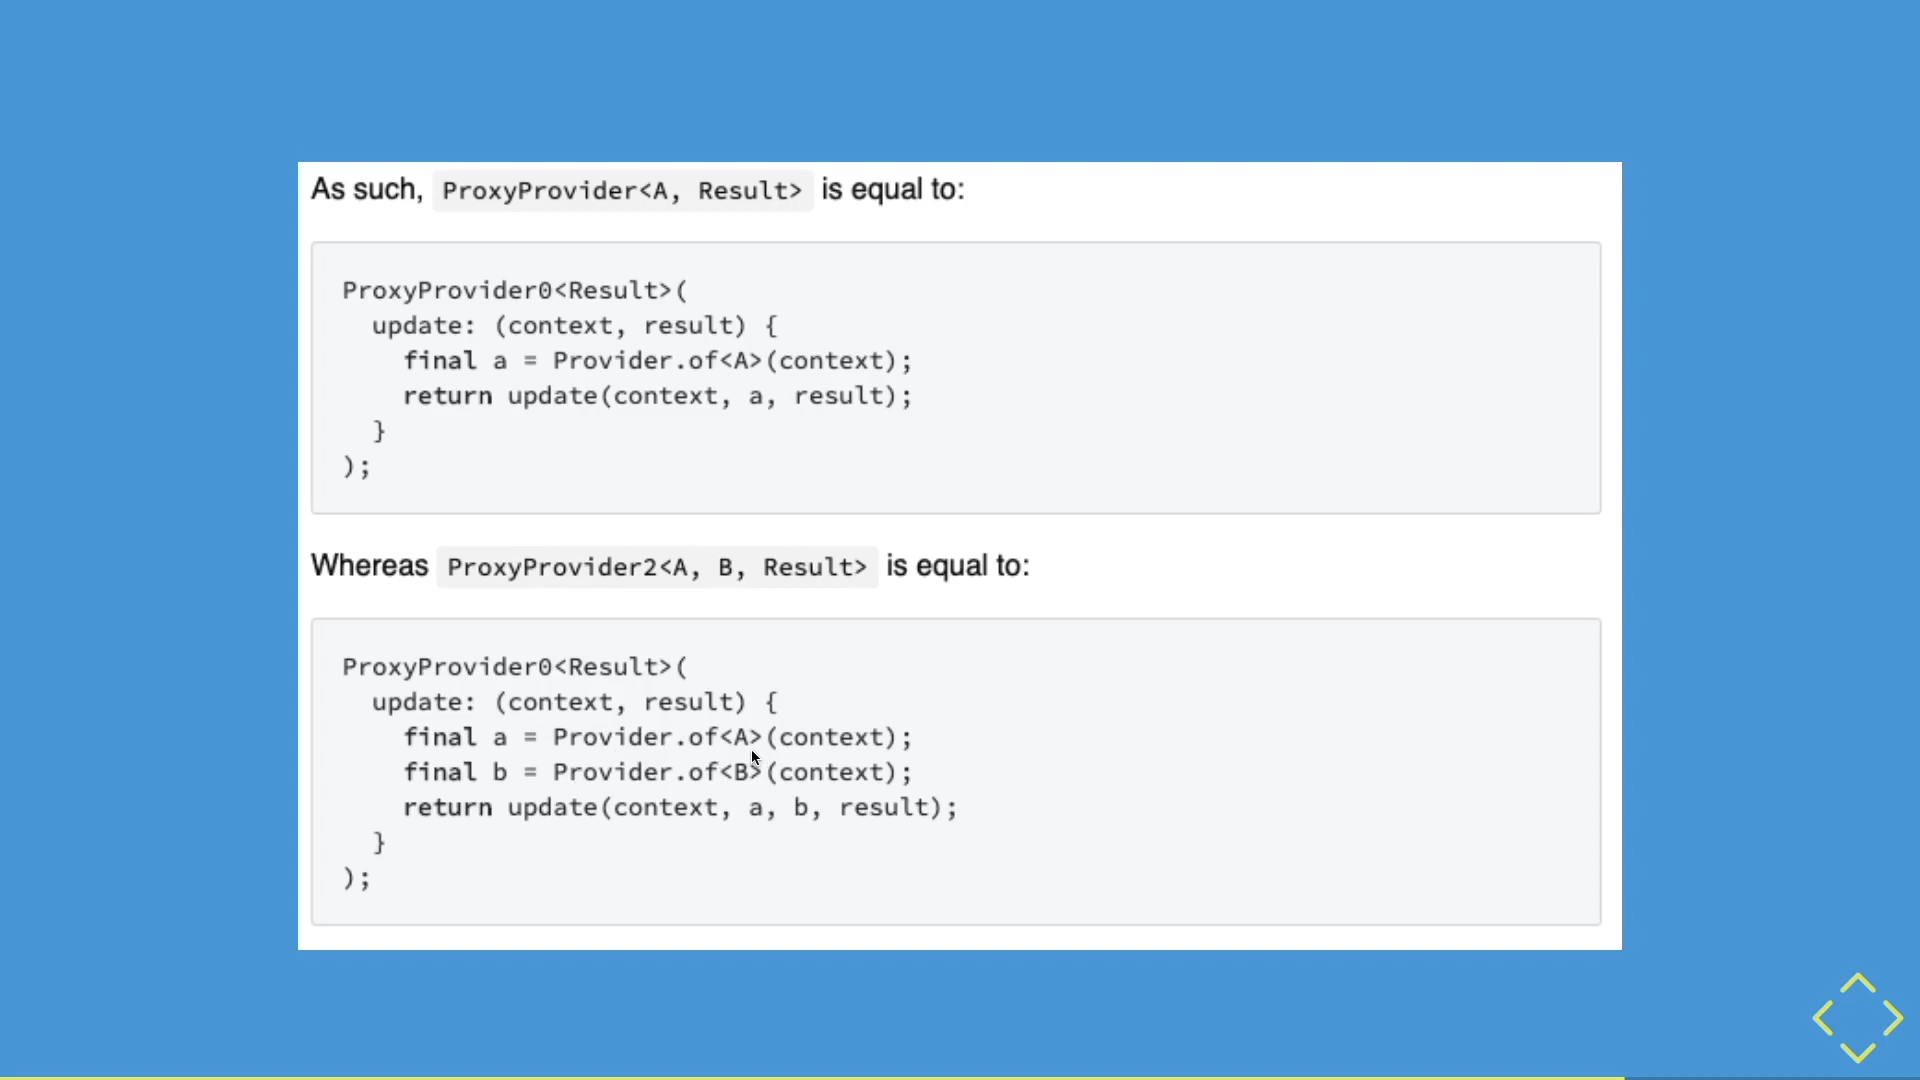 As such, ProxyProvider<A, Result> is equal to:
ProxyProvider0<Result>(
  update: (context, result) {
    final a = Provider.of<A>(context);
    return update(context, a, result);
  }
);
Whereas ProxyProvider2<A, B, Result> is equal to:
ProxyProvider0<Result>(
  update: (context, result) {
    final a = Provider.of<A>(context);
    final b = Provider.of<B>(context);
    return update(context, a, b, result);
  }
);